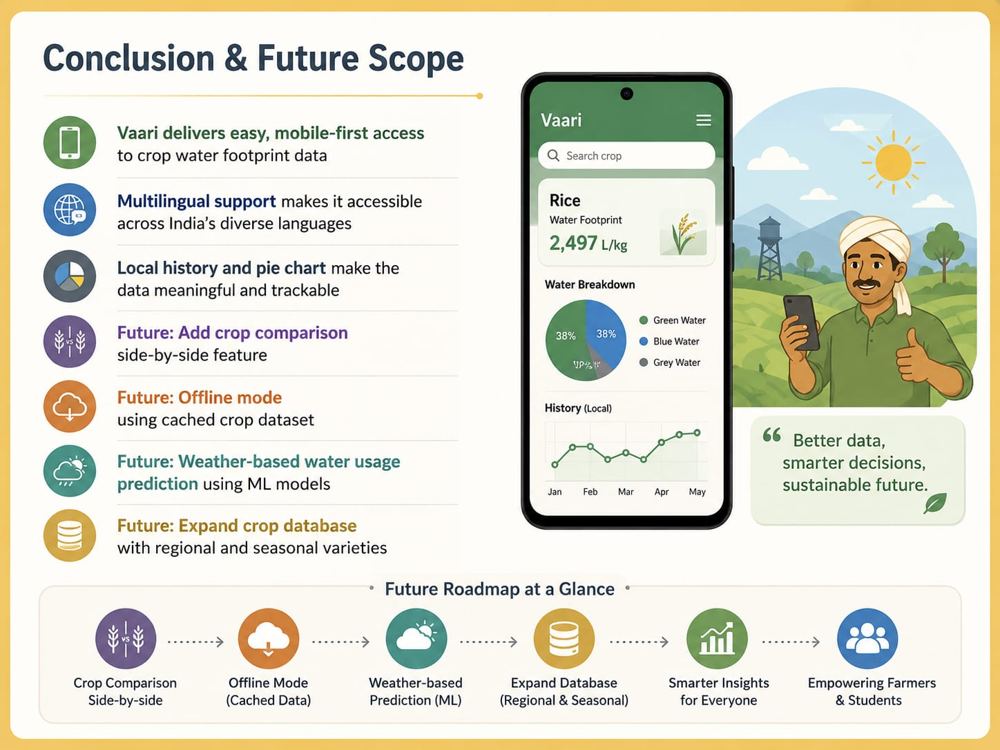 Conclusion & Future Scope
Vaari delivers easy, mobile-first access
to crop water footprint data
Multilingual support makes it accessible
across India's diverse languages
Local history and pie chart make the
data meaningful and trackable
vs
Future: Add crop comparison
side-by-side feature
Future: Offline mode
using cached crop dataset
Future: Weather-based water usage
prediction using ML models
Future: Expand crop database
with regional and seasonal varieties
Vaari
Search crop
Rice
Water Footprint
2,497 L/kg
Water Breakdown
38%
38%
Green Water
Blue Water
Grey Water
History (Local)
Jan Feb Mar Apr May
“ Better data,
smarter decisions,
sustainable future.
Future Roadmap at a Glance
vs
Crop Comparison
Side-by-side
Offline Mode
(Cached Data)
Weather-based
Prediction (ML)
Expand Database
(Regional & Seasonal)
Smarter Insights
for Everyone
Empowering Farmers
& Students